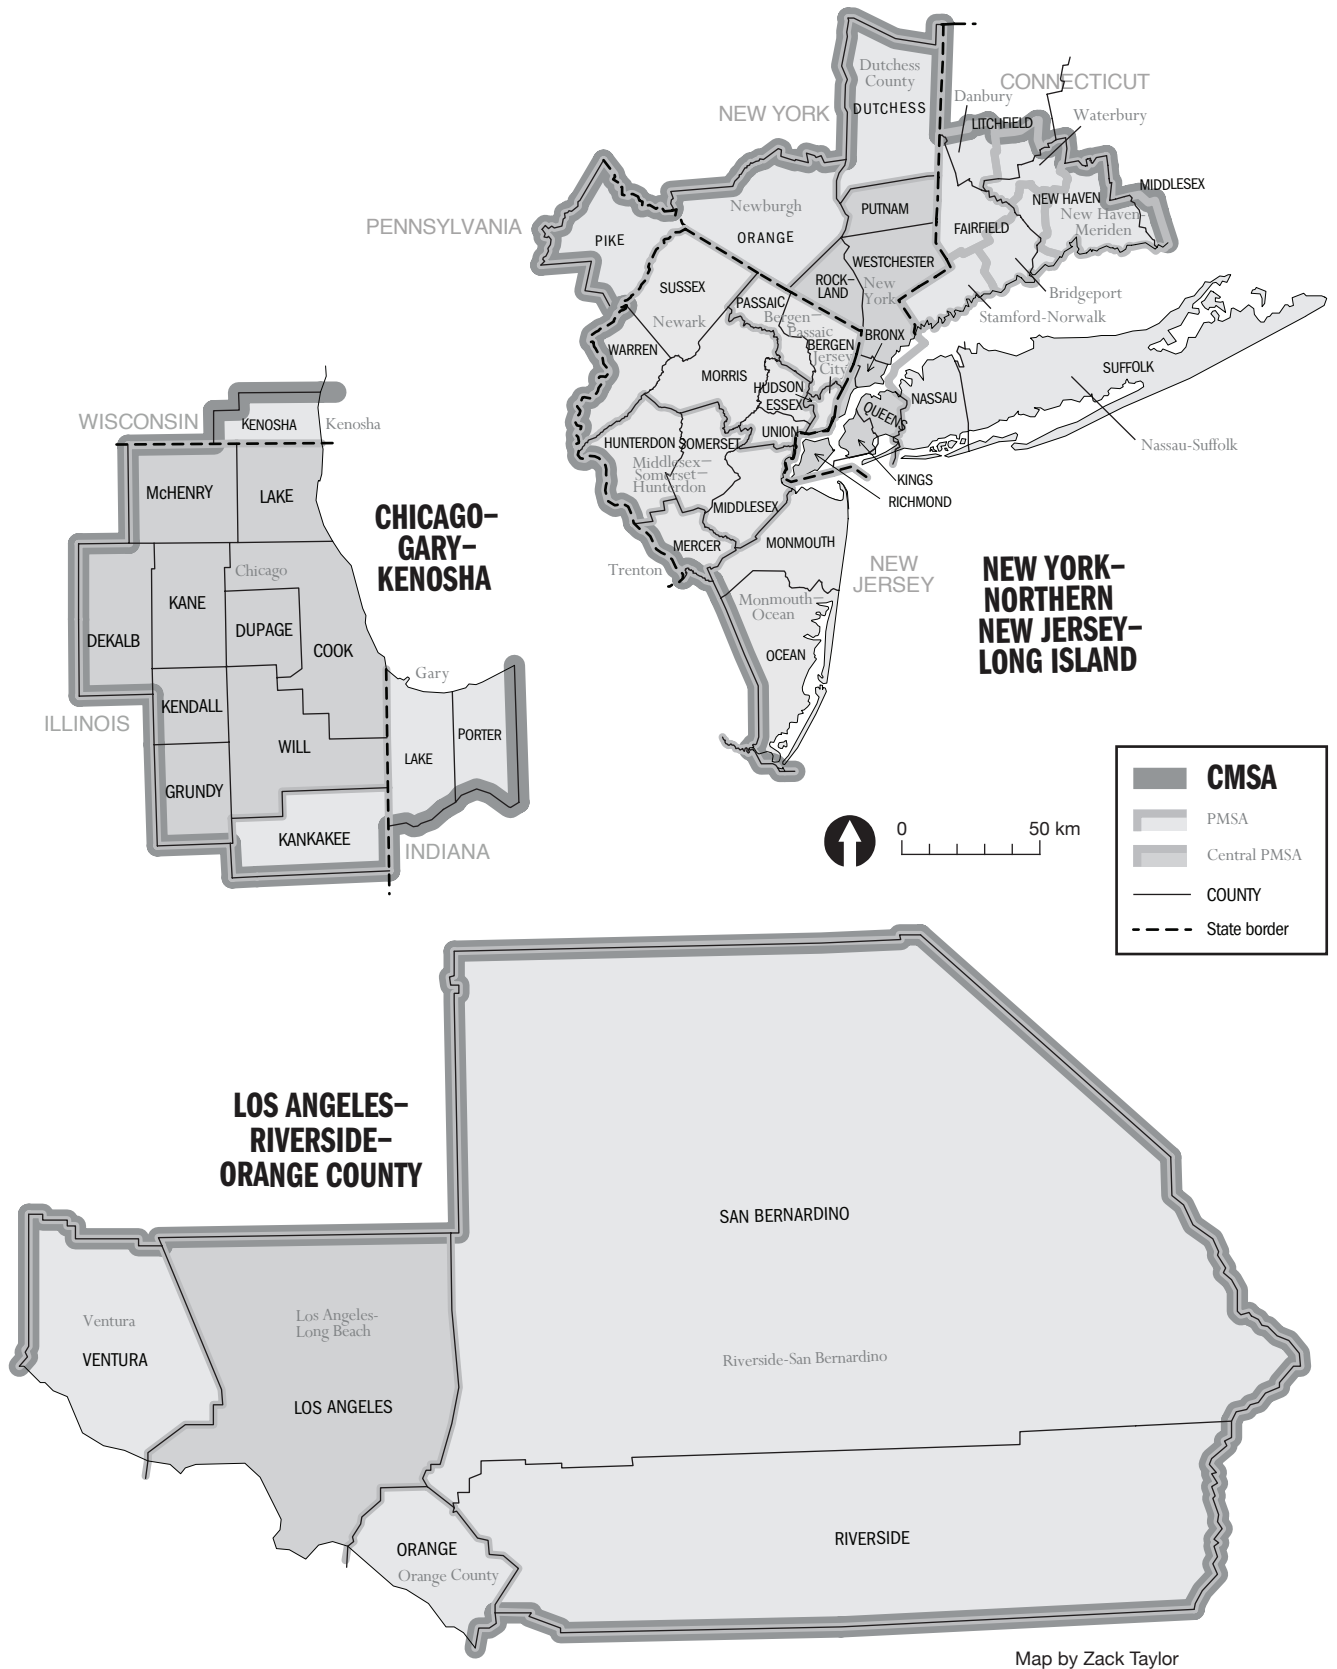 Dutchess
County
DUTCHESS
CONNECTICUT
Danbury
NEW YORK
LITCHFIELD
Waterbury
MIDDLESEX
PENNSYLVANIA
PIKE
Newburgh
ORANGE
PUTNAM
NEW HAVEN
New Haven-
Meriden
FAIRFIELD
WESTCHESTER
ROCK-
LAND
New
York
SUSSEX
PASSAIC
Bergen–
Passaic
Newark
Bridgeport
Stamford-Norwalk
BRONX
BERGEN
Jersey
City
WARREN
MORRIS
HUDSON
ESSEX
UNION
QUEENS
NASSAU
SUFFOLK
Nassau-Suffolk
HUNTERDON
SOMERSET
Middlesex–
Somerset–
Hunterdon
KINGS
RICHMOND
MIDDLESEX
MERCER
MONMOUTH
Trenton
NEW
JERSEY
Monmouth–
Ocean
OCEAN
NEW YORK–
NORTHERN
NEW JERSEY–
LONG ISLAND
WISCONSIN
KENOSHA
Kenosha
McHENRY
LAKE
CHICAGO–
GARY–
KENOSHA
Chicago
KANE
DUPAGE
DEKALB
COOK
Gary
KENDALL
ILLINOIS
WILL
PORTER
LAKE
GRUNDY
KANKAKEE
INDIANA
0 50 km
CMSA
PMSA
Central PMSA
COUNTY
State border
LOS ANGELES–
RIVERSIDE–
ORANGE COUNTY
SAN BERNARDINO
Ventura
VENTURA
Los Angeles-
Long Beach
LOS ANGELES
Riverside-San Bernardino
RIVERSIDE
ORANGE
Orange County
Map by Zack Taylor